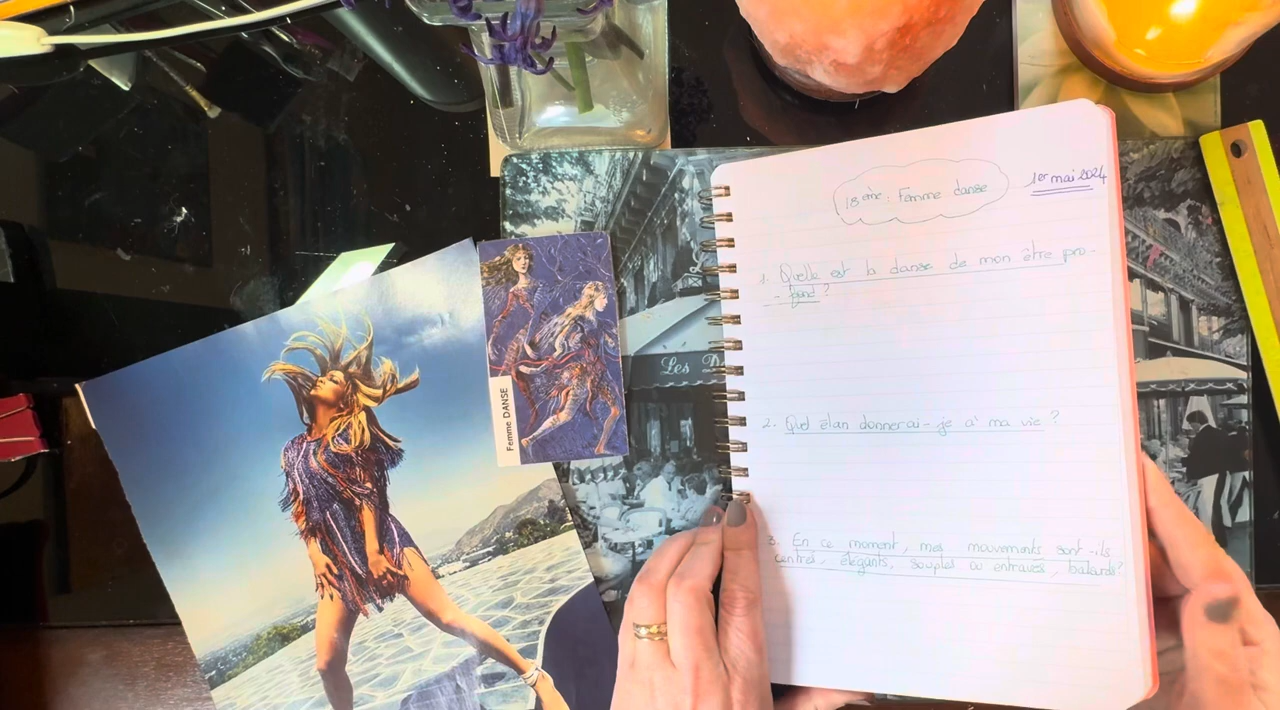 18ème : Femme danse
1er mai 2024
1. Quelle est la danse de mon être pro-
- fond ?
2. Quel élan donnerai-je à ma vie ?
3. En ce moment, mes mouvements sont-ils
centrés, élégants, souples ou entravés, batards?
Femme DANSE
Les D